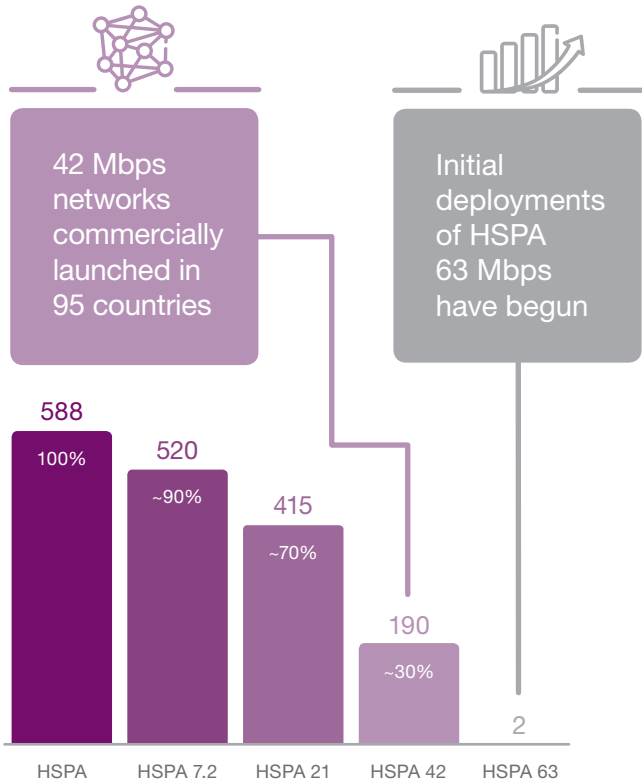 42 Mbps
networks
commercially
launched in
95 countries
Initial
deployments
of HSPA
63 Mbps
have begun
588
100%
520
~90%
415
~70%
190
~30%
2
HSPA
HSPA 7.2
HSPA 21
HSPA 42
HSPA 63